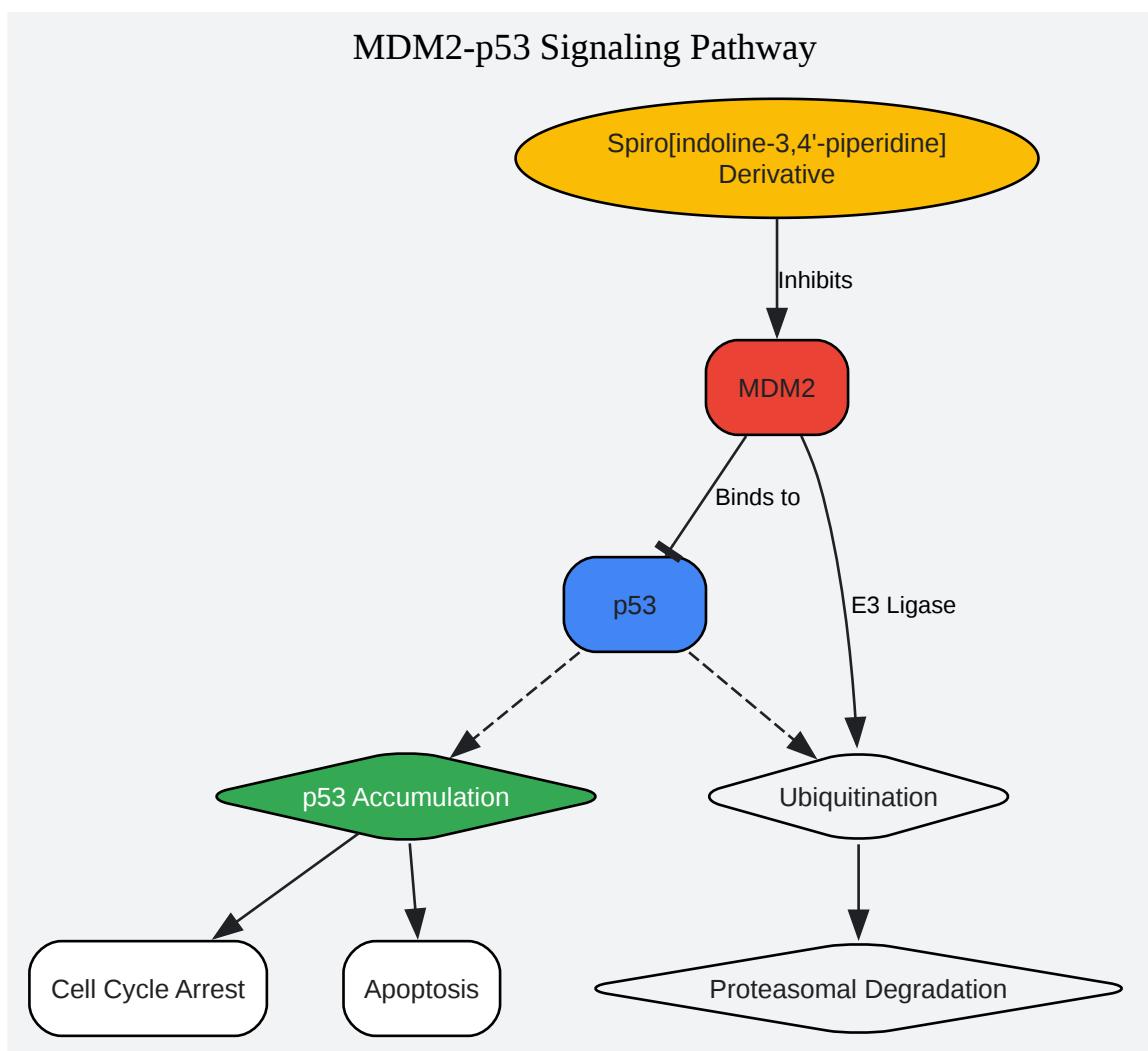 MDM2-p53 Signaling Pathway
Spiro[indoline-3,4'-piperidine]
Derivative
Inhibits
MDM2
Binds to
p53
E3 Ligase
p53 Accumulation
Ubiquitination
Cell Cycle Arrest
Apoptosis
Proteasomal Degradation